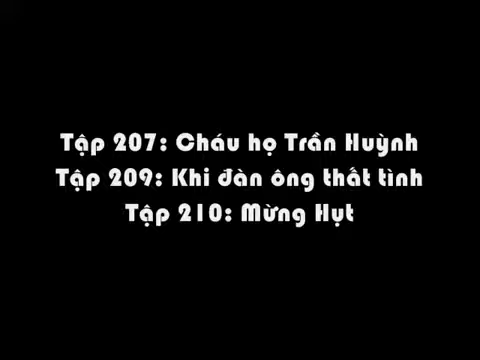 Tập 207: Cháu họ Trần Huỳnh
Tập 209: Khi đàn ông thất tình
Tập 210: Mừng Hụt